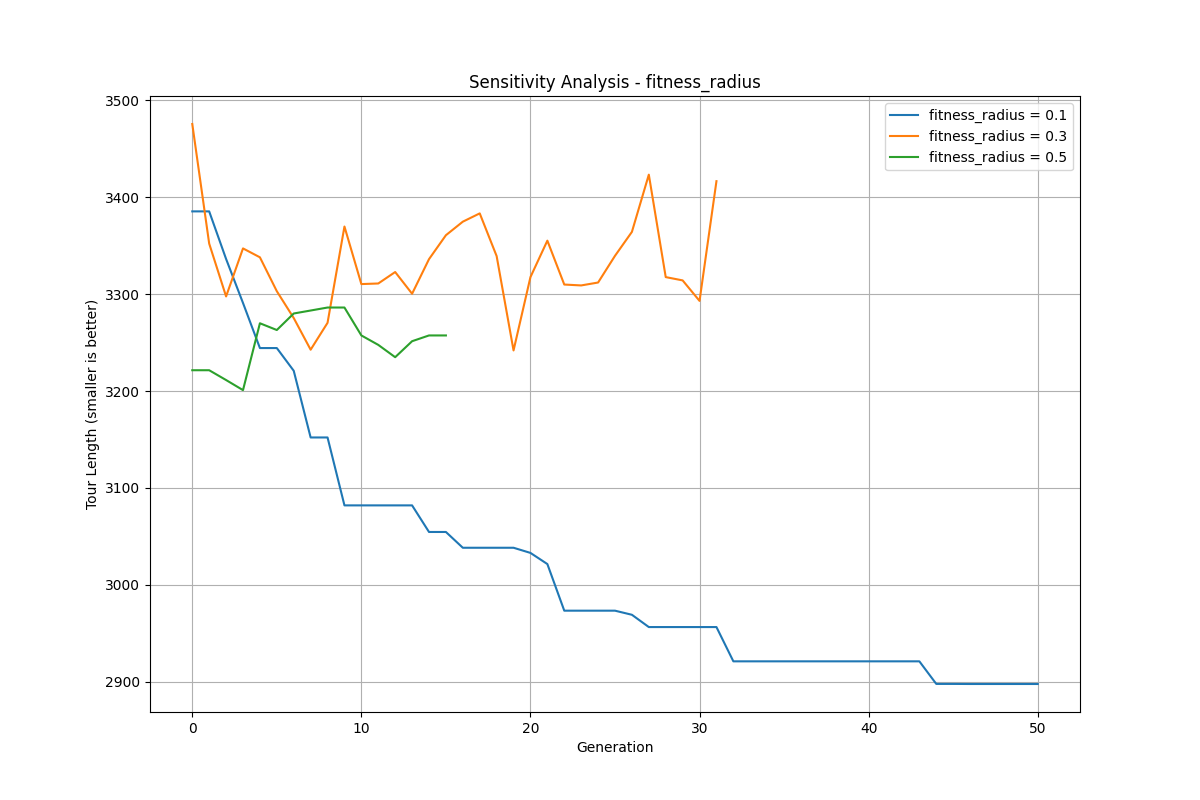 Sensitivity Analysis - fitness_radius
fitness_radius = 0.1
fitness_radius = 0.3
fitness_radius = 0.5
Tour Length (smaller is better)
3500
3400
3300
3200
3100
3000
2900
0 10 20 30 40 50
Generation